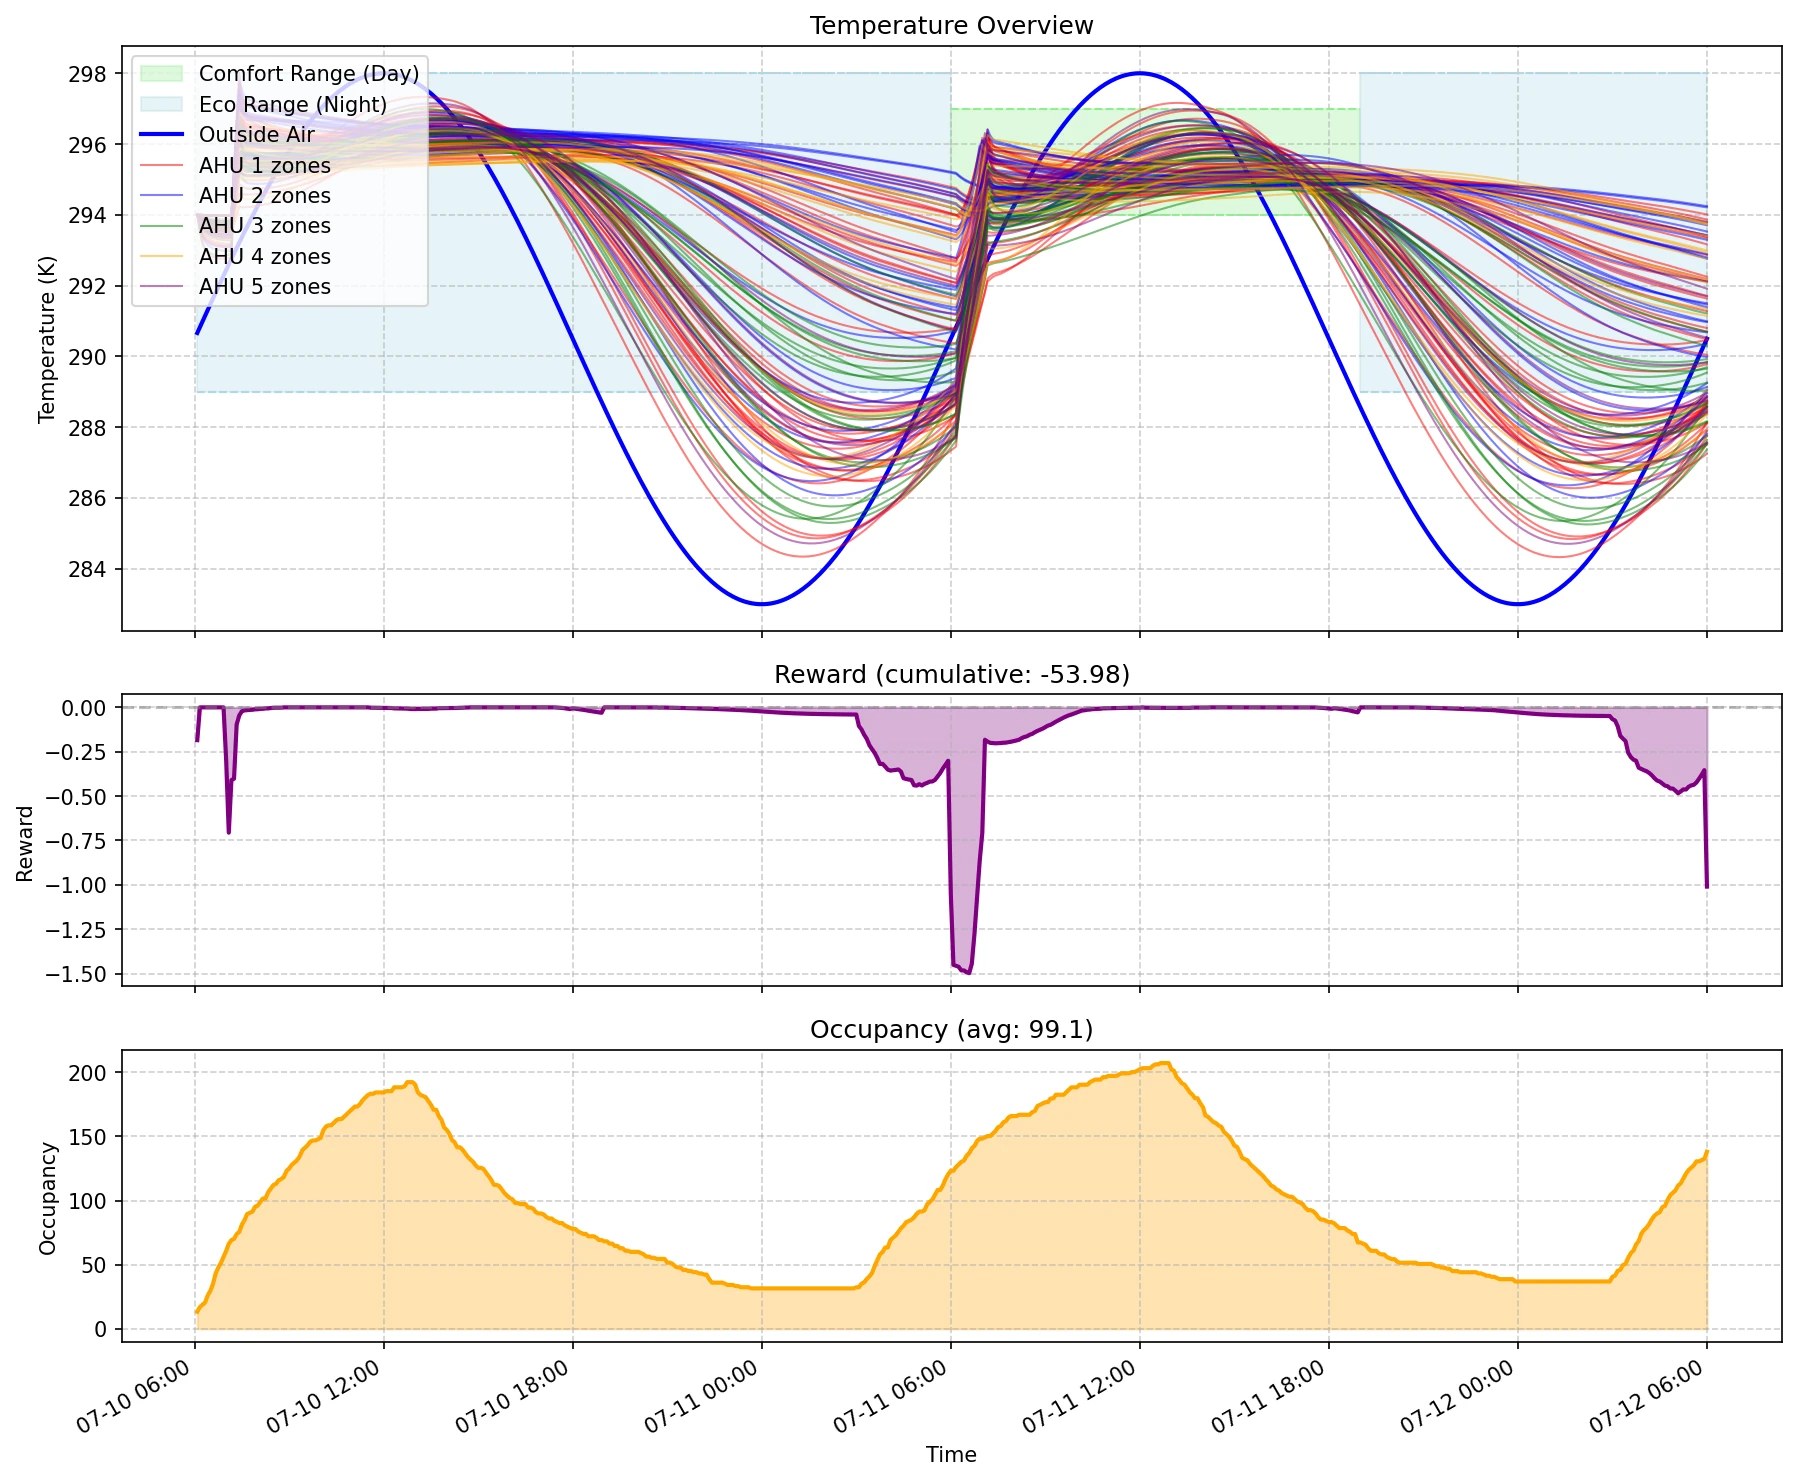 Temperature Overview
Comfort Range (Day)
Eco Range (Night)
Outside Air
AHU 1 zones
AHU 2 zones
AHU 3 zones
AHU 4 zones
AHU 5 zones
Temperature (K)
298
296
294
292
290
288
286
284
Reward (cumulative: -53.98)
Reward
0.00
−0.25
−0.50
−0.75
−1.00
−1.25
−1.50
Occupancy (avg: 99.1)
Occupancy
200
150
100
50
0
07-10 06:00
07-10 12:00
07-10 18:00
07-11 00:00
07-11 06:00
07-11 12:00
07-11 18:00
07-12 00:00
07-12 06:00
Time